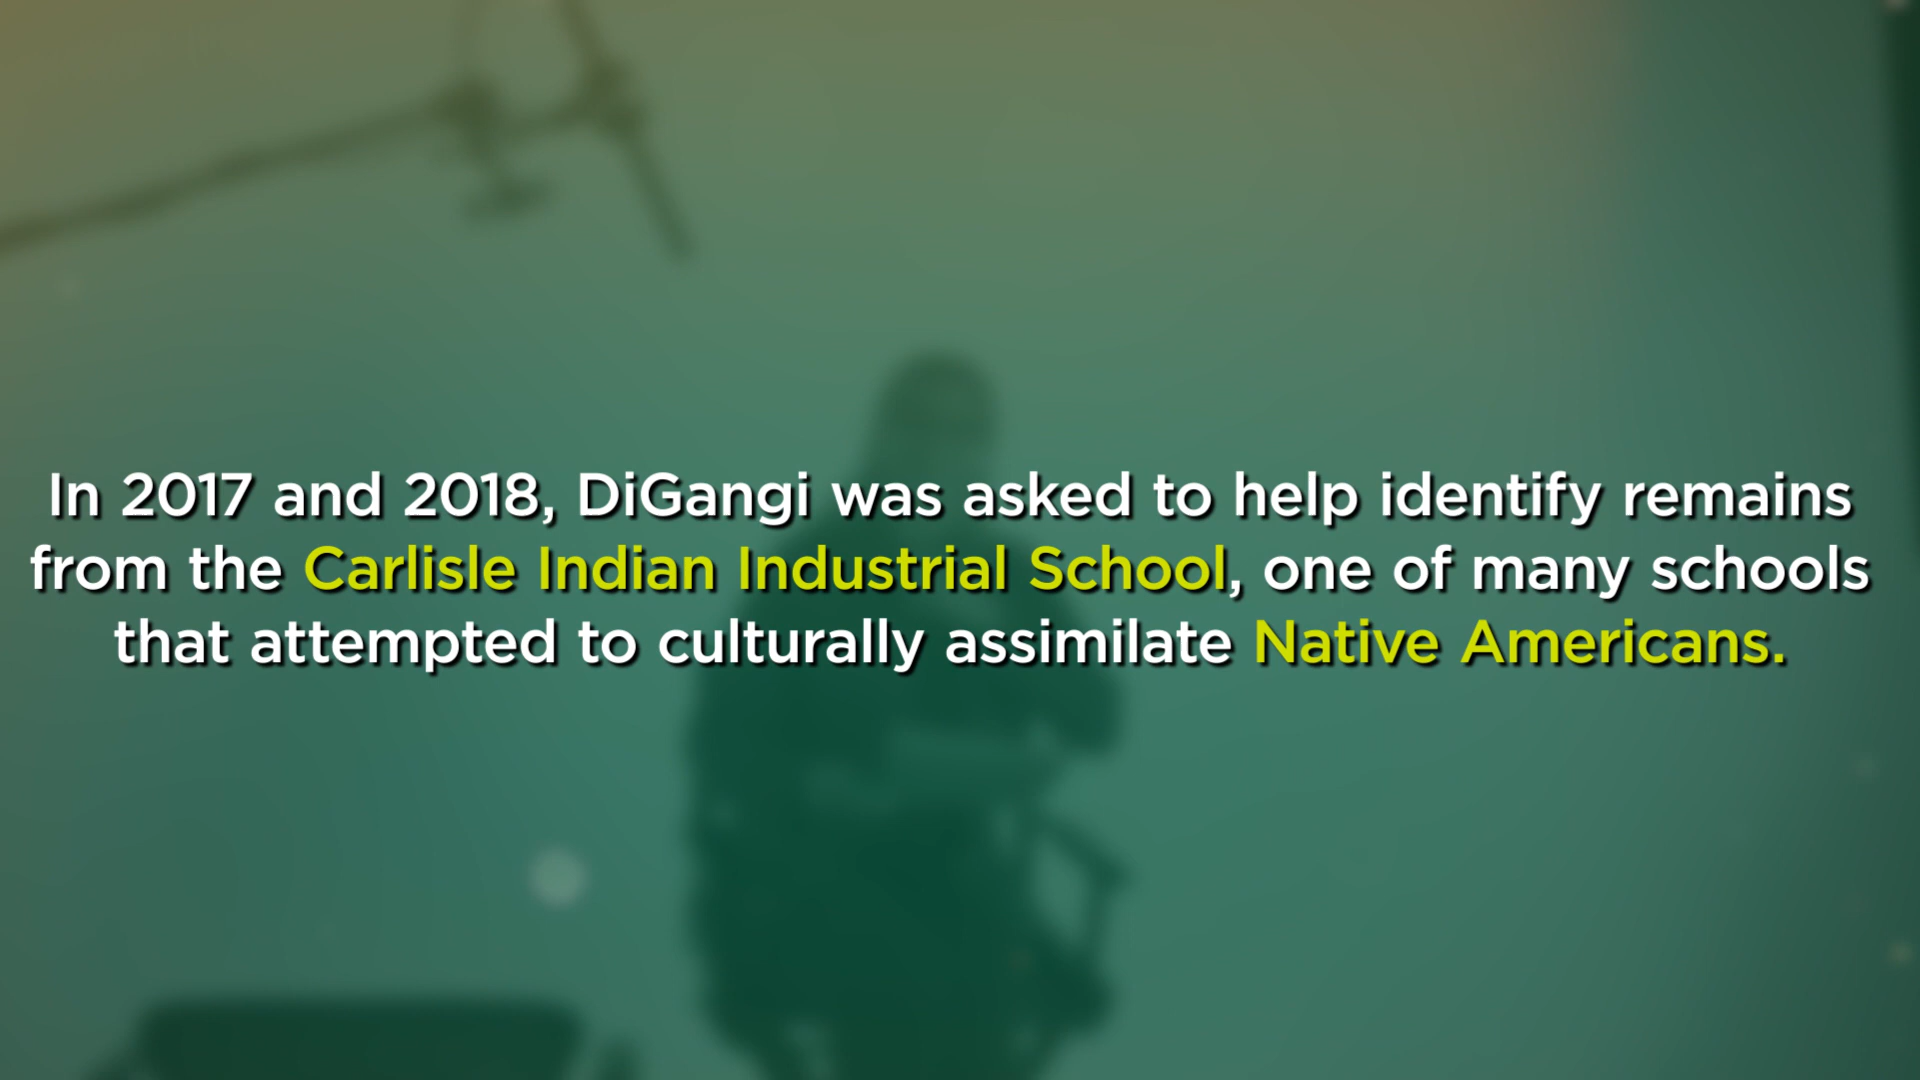 In 2017 and 2018, DiGangi was asked to help identify remains
from the Carlisle Indian Industrial School, one of many schools
that attempted to culturally assimilate Native Americans.